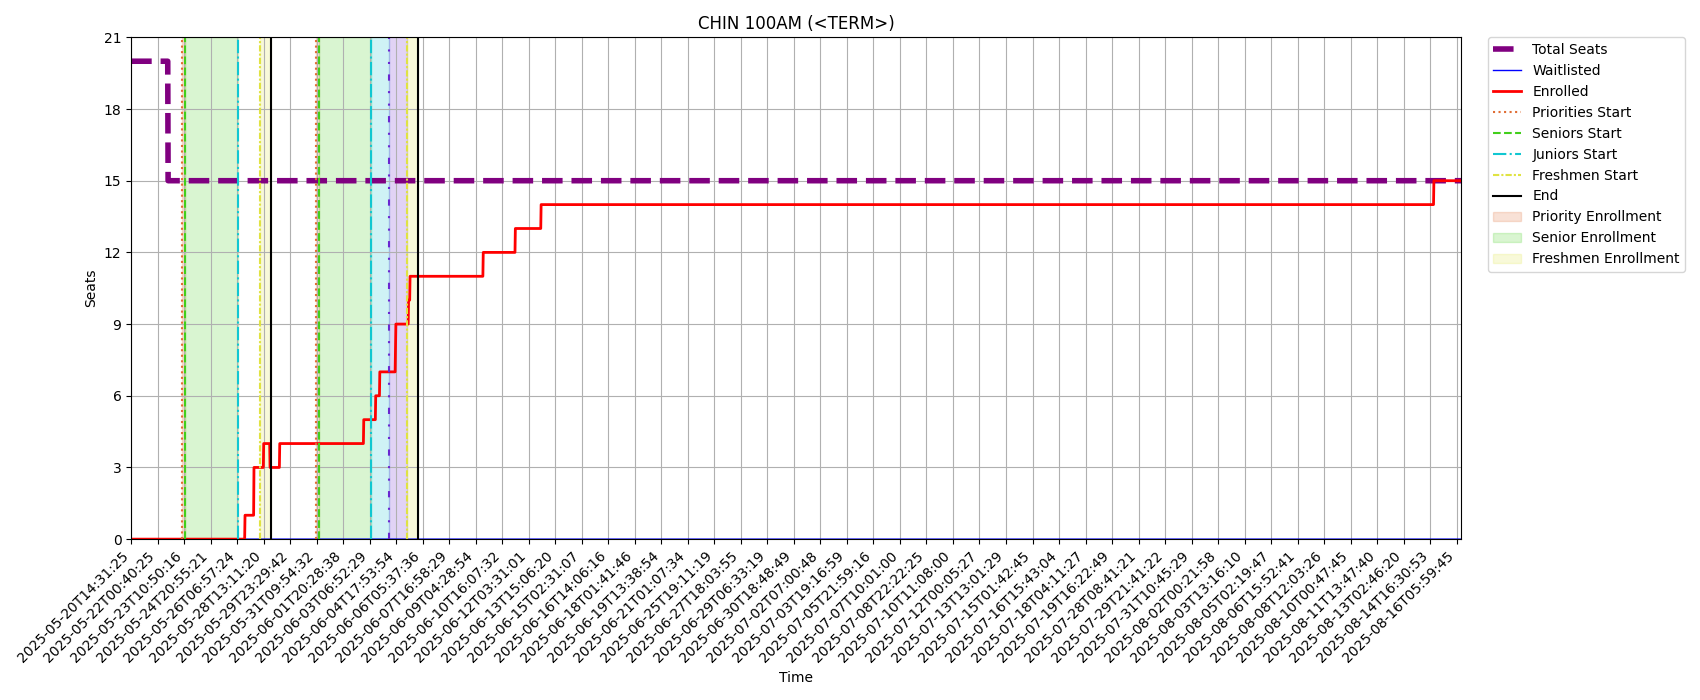 CHIN 100AM (<TERM>)
21
18
15
12
9
6
3
0
Seats
2025-05-20T14:31:25
2025-05-22T00:40:25
2025-05-23T10:50:16
2025-05-24T20:55:21
2025-05-26T06:57:24
2025-05-28T13:11:20
2025-05-29T23:29:42
2025-05-31T09:54:32
2025-06-01T20:28:38
2025-06-03T06:52:29
2025-06-04T17:53:54
2025-06-06T05:37:36
2025-06-07T16:58:29
2025-06-09T04:28:54
2025-06-10T16:07:32
2025-06-12T03:31:01
2025-06-13T15:06:20
2025-06-15T02:31:07
2025-06-16T14:06:16
2025-06-18T01:41:46
2025-06-19T13:38:54
2025-06-21T01:07:34
2025-06-25T19:11:19
2025-06-27T18:03:55
2025-06-29T06:33:19
2025-06-30T18:48:49
2025-07-02T07:00:48
2025-07-03T19:16:59
2025-07-05T21:59:16
2025-07-07T10:01:00
2025-07-08T22:22:25
2025-07-10T11:08:00
2025-07-12T00:05:27
2025-07-13T13:01:29
2025-07-15T01:42:45
2025-07-16T15:43:04
2025-07-18T04:11:27
2025-07-19T16:22:49
2025-07-28T08:41:21
2025-07-29T21:41:22
2025-07-31T10:45:29
2025-08-02T00:21:58
2025-08-03T13:16:10
2025-08-05T02:19:47
2025-08-06T15:52:41
2025-08-08T12:03:26
2025-08-10T00:47:45
2025-08-11T13:47:40
2025-08-13T02:46:20
2025-08-14T16:30:53
2025-08-16T05:59:45
Time
Total Seats
Waitlisted
Enrolled
Priorities Start
Seniors Start
Juniors Start
Freshmen Start
End
Priority Enrollment
Senior Enrollment
Freshmen Enrollment